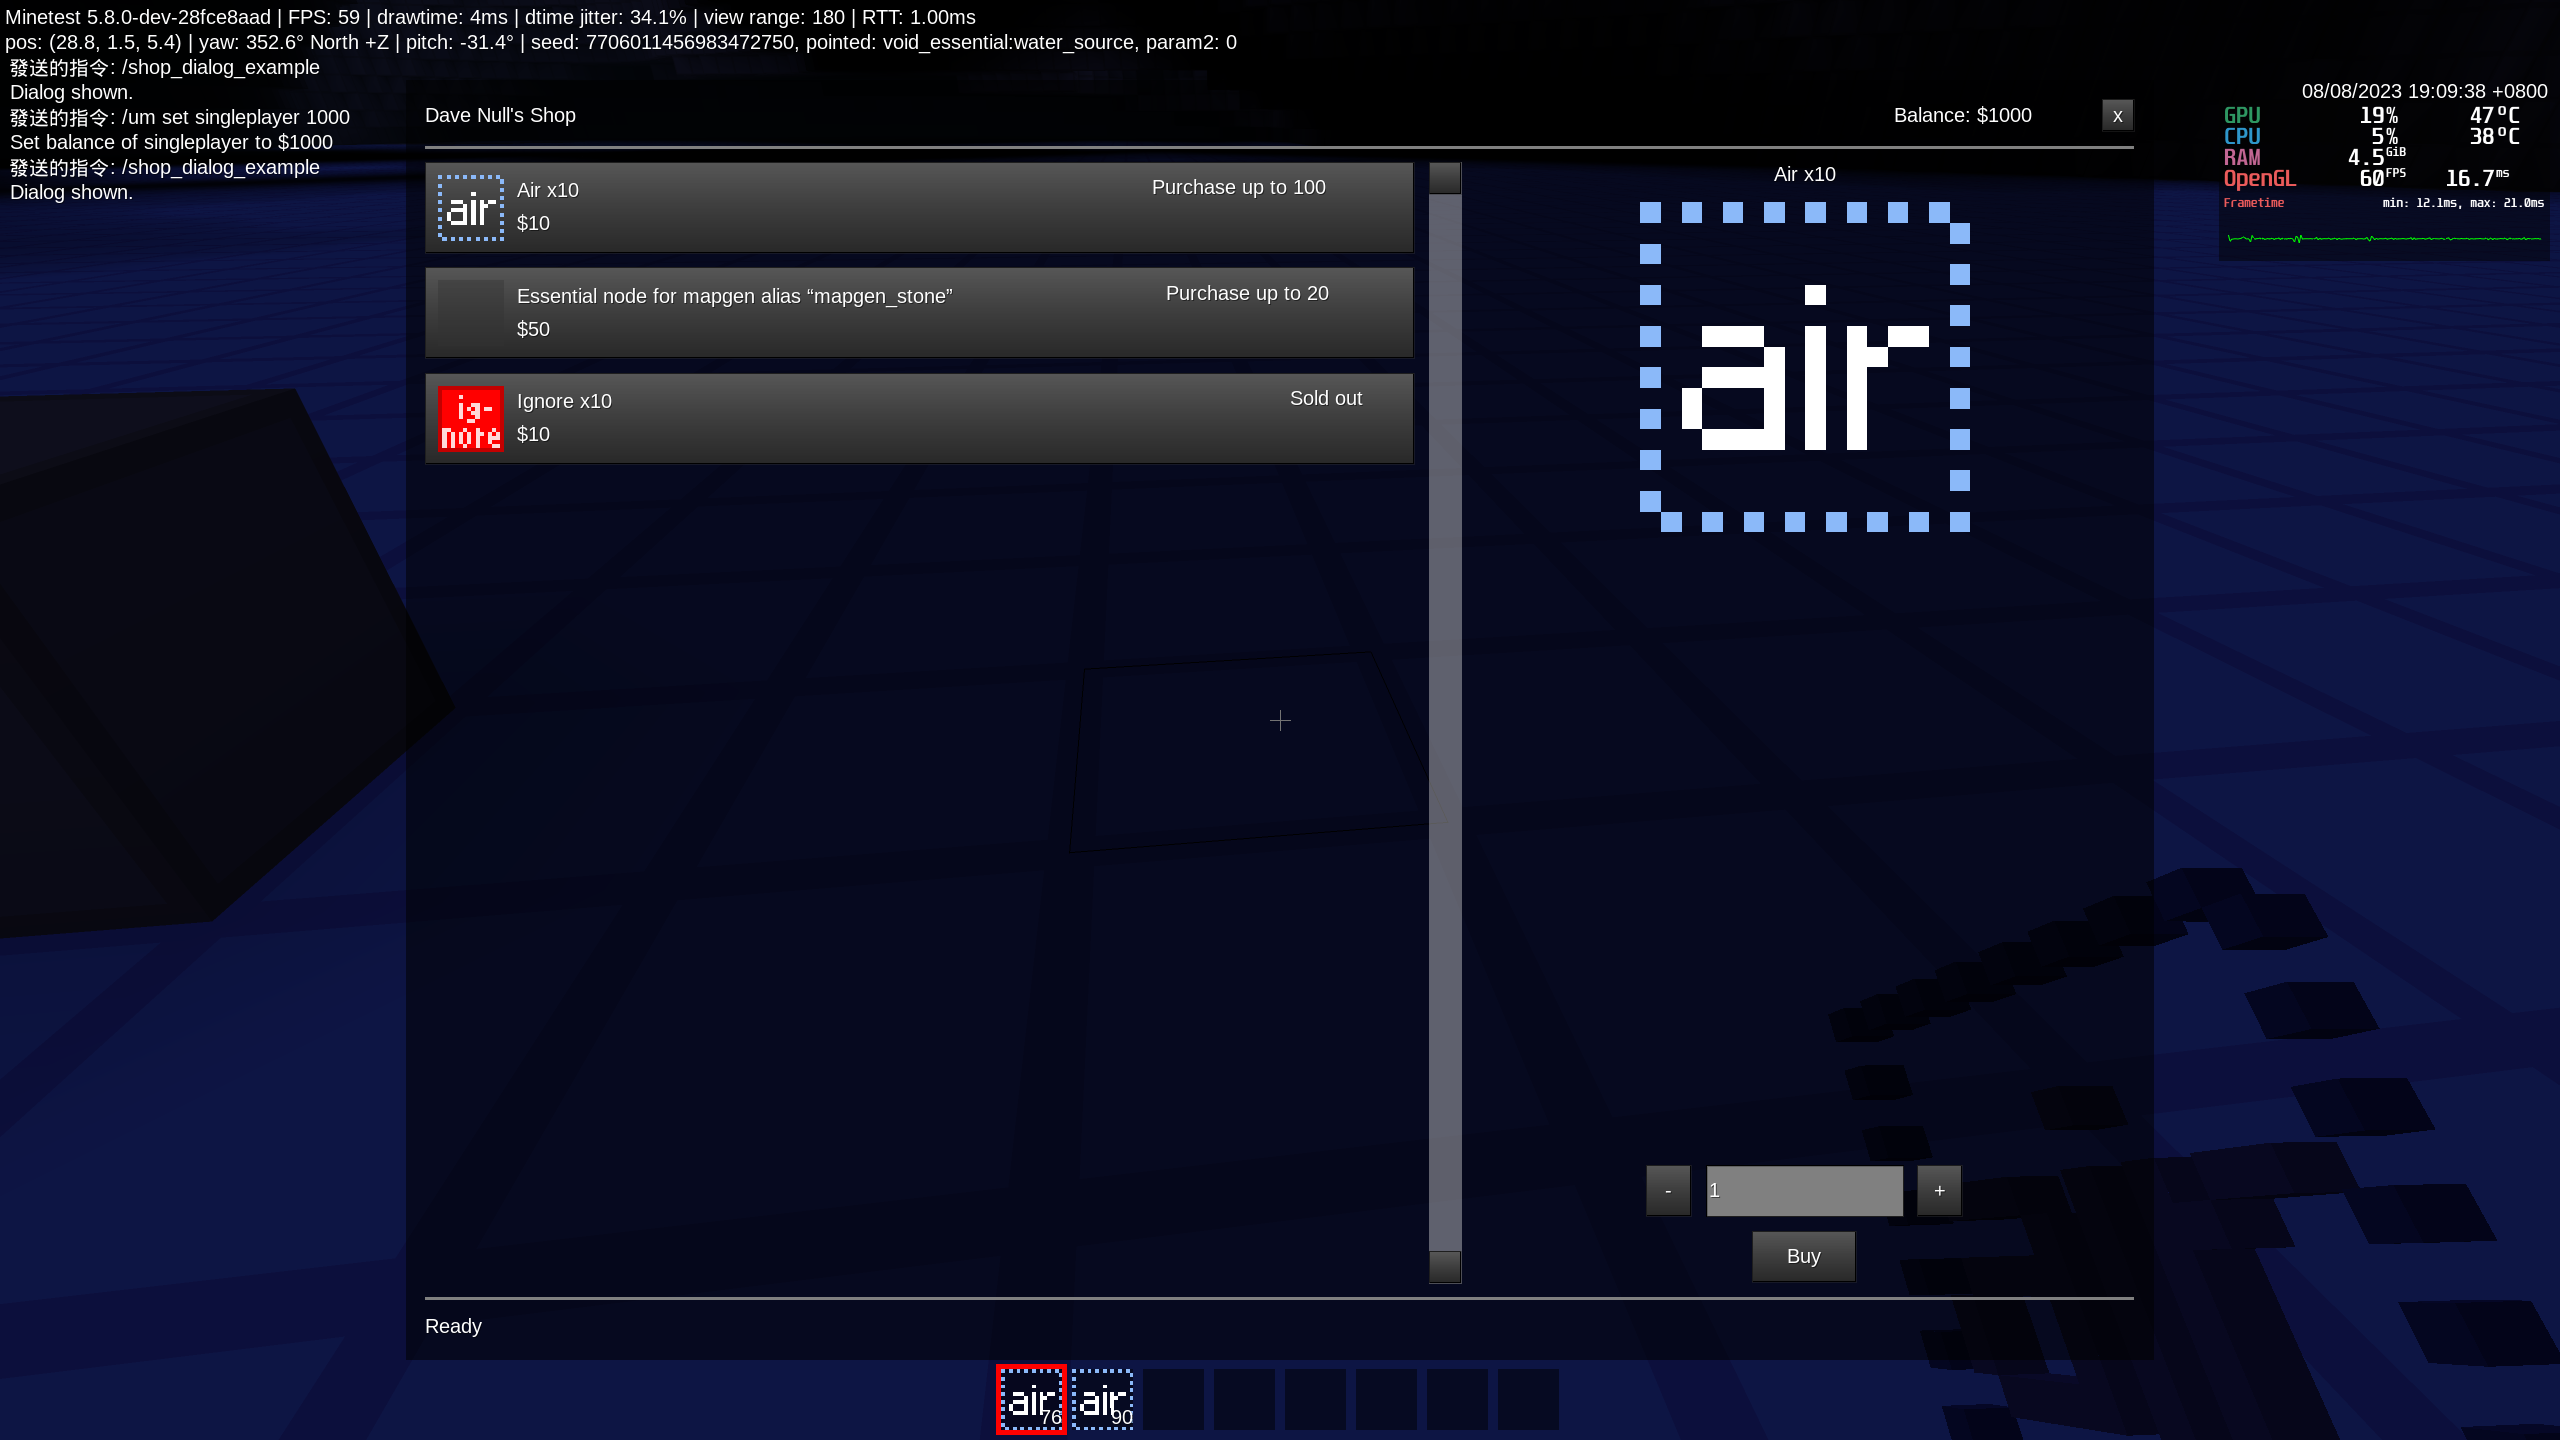 Minetest 5.8.0-dev-28fce8aad | FPS: 59 | drawtime: 4ms | dtime jitter: 34.1% | view range: 180 | RTT: 1.00ms
pos: (28.8, 1.5, 5.4) | yaw: 352.6° North +Z | pitch: -31.4° | seed: 7706011456983472750, pointed: void_essential:water_source, param2: 0
發送的指令: /shop_dialog_example
Dialog shown.
發送的指令: /um set singleplayer 1000
Set balance of singleplayer to $1000
發送的指令: /shop_dialog_example
Dialog shown.
08/08/2023 19:09:38 +0800
GPU 19% 47°C
CPU 5% 38°C
RAM 4.5GiB
OpenGL 60FPS 16.7ms
Frametime min: 12.1ms, max: 21.0ms
Dave Null's Shop
Balance: $1000
x
air
Air x10
Purchase up to 100
$10
Essential node for mapgen alias “mapgen_stone”
Purchase up to 20
$50
ig-
nore
Ignore x10
Sold out
$10
Air x10
air
- 1 +
Buy
Ready
air 76
air 90